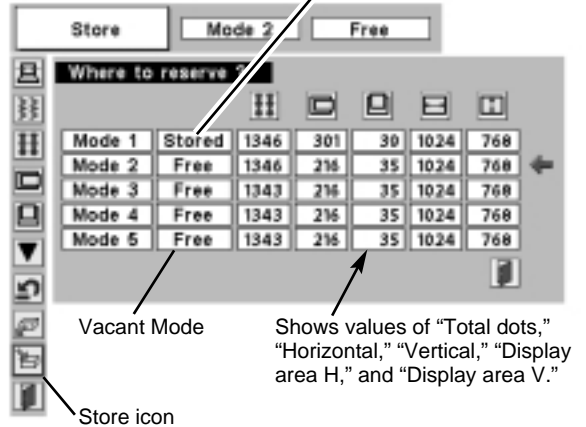 Store Mode 2 Free
Where to reserve ?
Mode 1 Stored 1346 301 30 1024 768
Mode 2 Free 1346 216 35 1024 768
Mode 3 Free 1343 216 35 1024 768
Mode 4 Free 1343 216 35 1024 768
Mode 5 Free 1343 216 35 1024 768
Vacant Mode
Shows values of “Total dots,”
“Horizontal,” “Vertical,” “Display
area H,” and “Display area V.”
Store icon